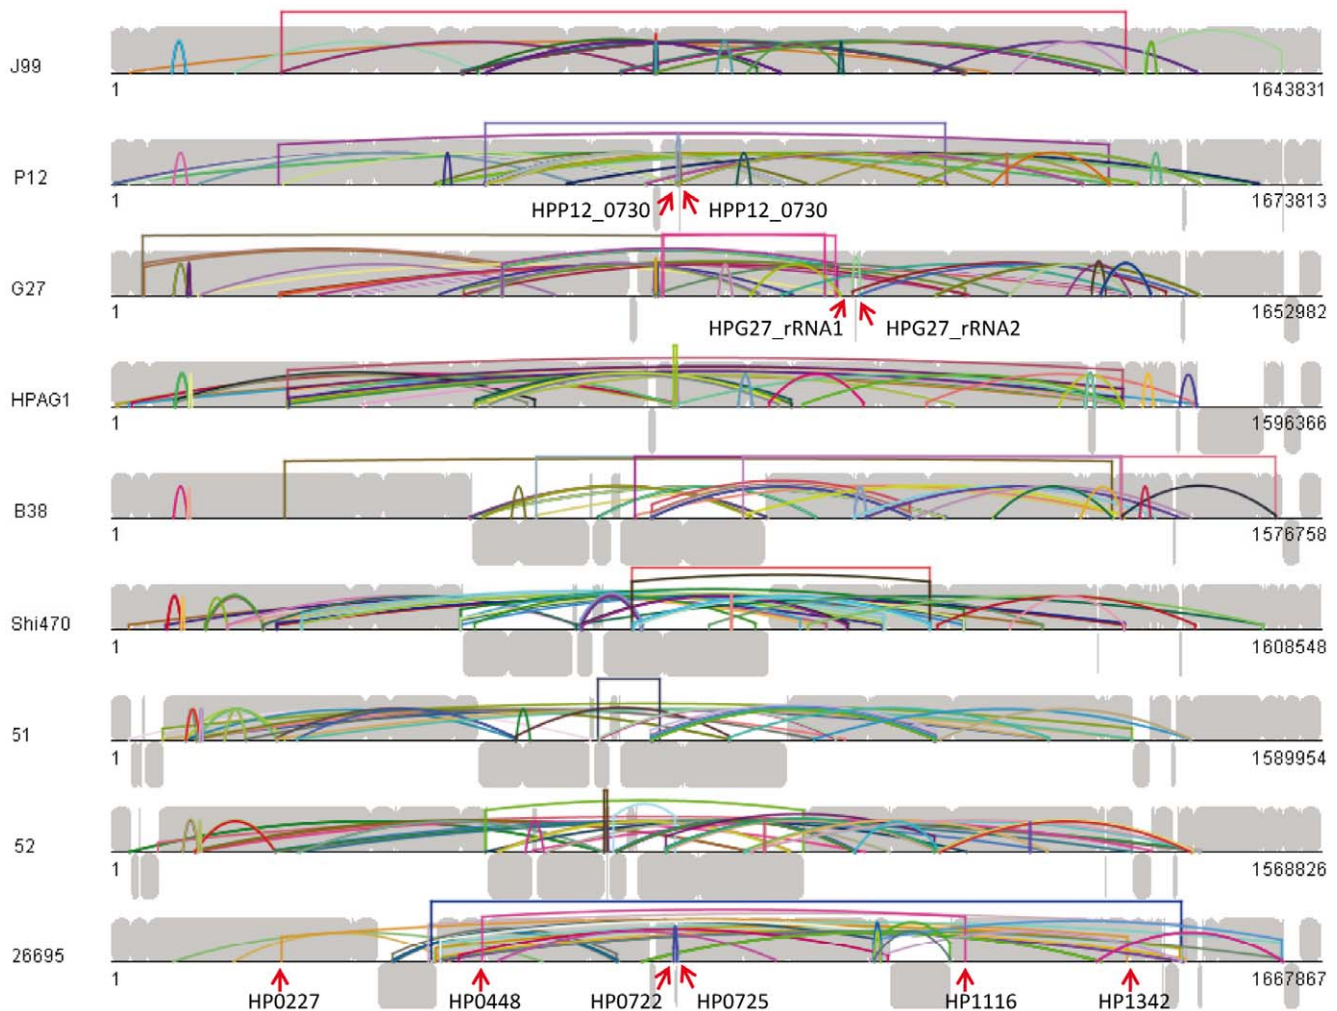 J99
1
1643831
P12
1
1673813
HPP12_0730 HPP12_0730
G27
1
1652982
HPG27_rRNA1 HPG27_rRNA2
HPAG1
1
1596366
B38
1
1576758
Shi470
1
1608548
51
1
1589954
52
1
1568826
26695
1
1667867
HP0227 HP0448 HP0722 HP0725 HP1116 HP1342